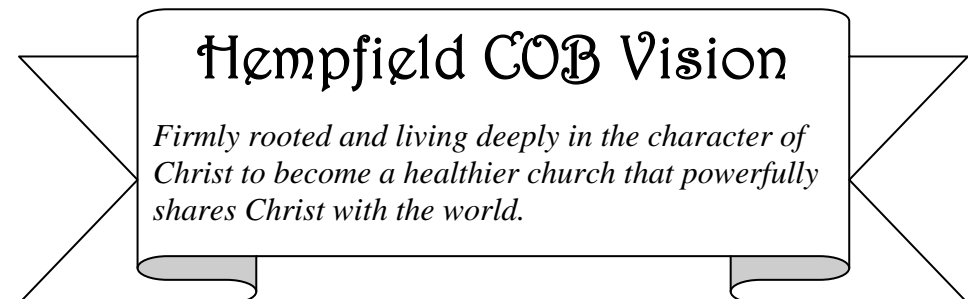 Hempfield COB Vision
Firmly rooted and living deeply in the character of
Christ to become a healthier church that powerfully
shares Christ with the world.